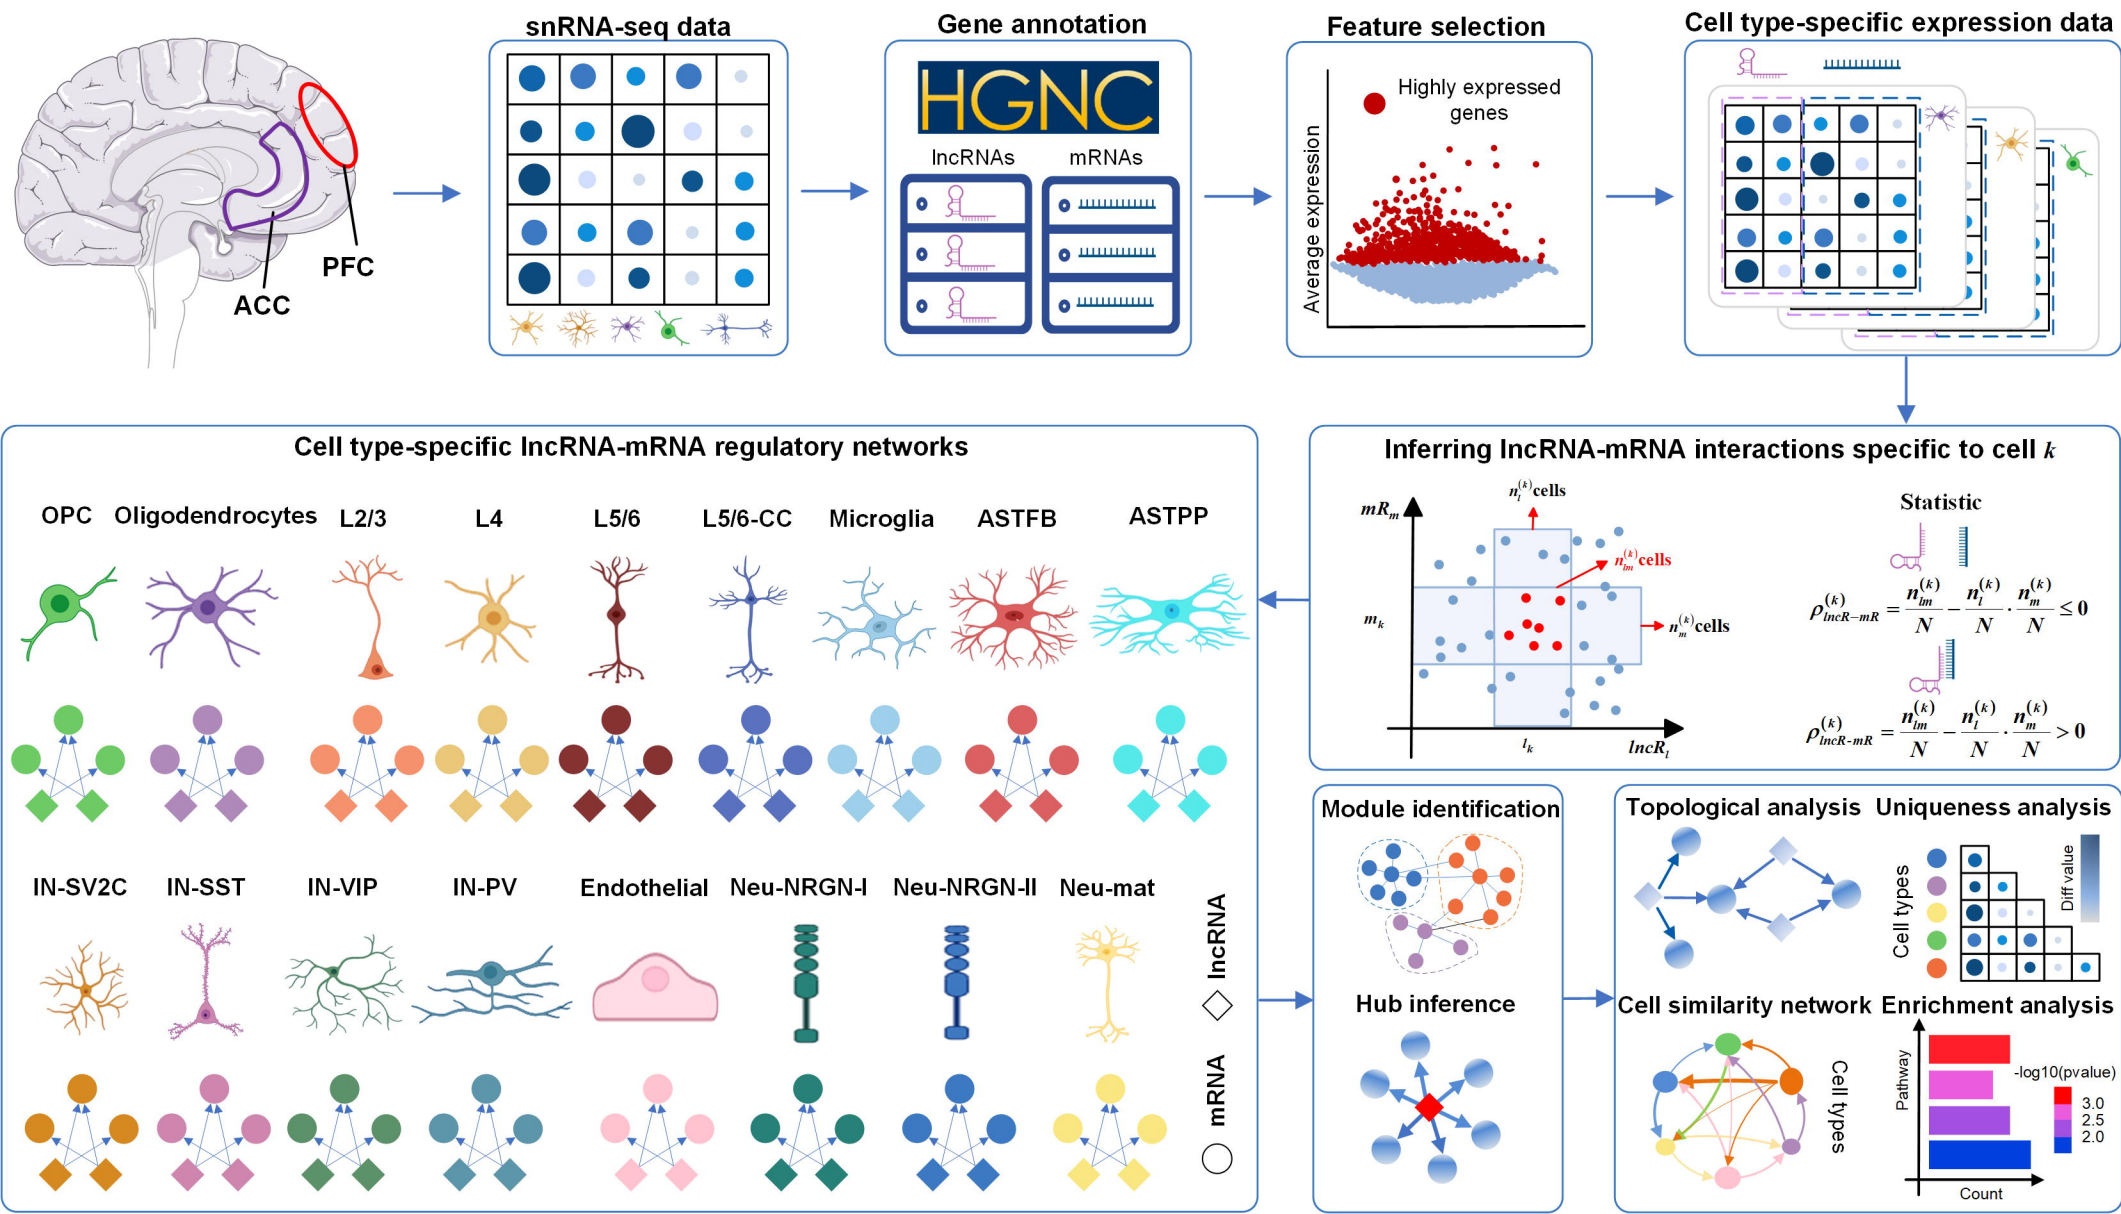 snRNA-seq data
Gene annotation
Feature selection
Cell type-specific expression data
PFC
ACC
HGNC
lncRNAs
mRNAs
Highly expressed
genes
Average expression
Cell type-specific lncRNA-mRNA regulatory networks
OPC
Oligodendrocytes
L2/3
L4
L5/6
L5/6-CC
Microglia
ASTFB
ASTPP
IN-SV2C
IN-SST
IN-VIP
IN-PV
Endothelial
Neu-NRGN-I
Neu-NRGN-II
Neu-mat
lncRNA
mRNA
Inferring lncRNA-mRNA interactions specific to cell k
n_l^(k) cells
mR_m
n_lm^(k) cells
m_k
n_m^(k) cells
l_k
lncR_l
Statistic
ρ_lncR−mR^(k) = n_lm^(k)/N − n_l^(k)/N · n_m^(k)/N ≤ 0
ρ_lncR-mR^(k) = n_lm^(k)/N − n_l^(k)/N · n_m^(k)/N > 0
Module identification
Hub inference
Topological analysis
Uniqueness analysis
Cell types
Diff value
Cell similarity network
Cell types
Enrichment analysis
Pathway
-log10(pvalue)
3.0
2.5
2.0
Count